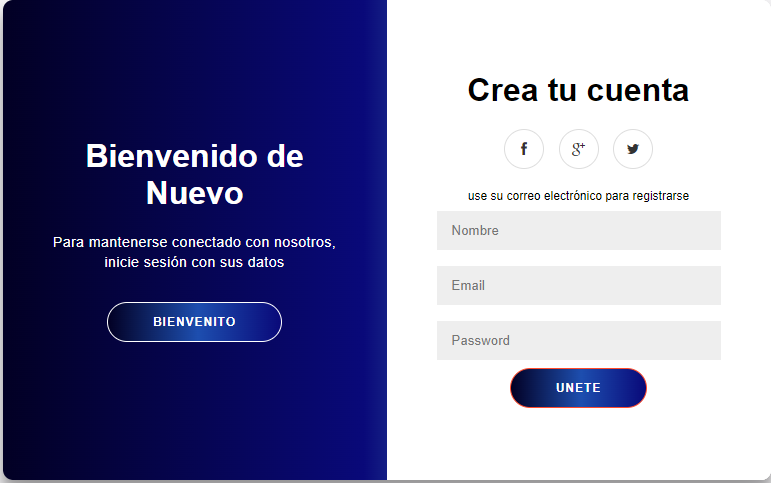 Bienvenido de
Nuevo
Para mantenerse conectado con nosotros,
inicie sesión con sus datos
BIENVENITO
Crea tu cuenta
f g+
use su correo electrónico para registrarse
Nombre
Email
Password
UNETE